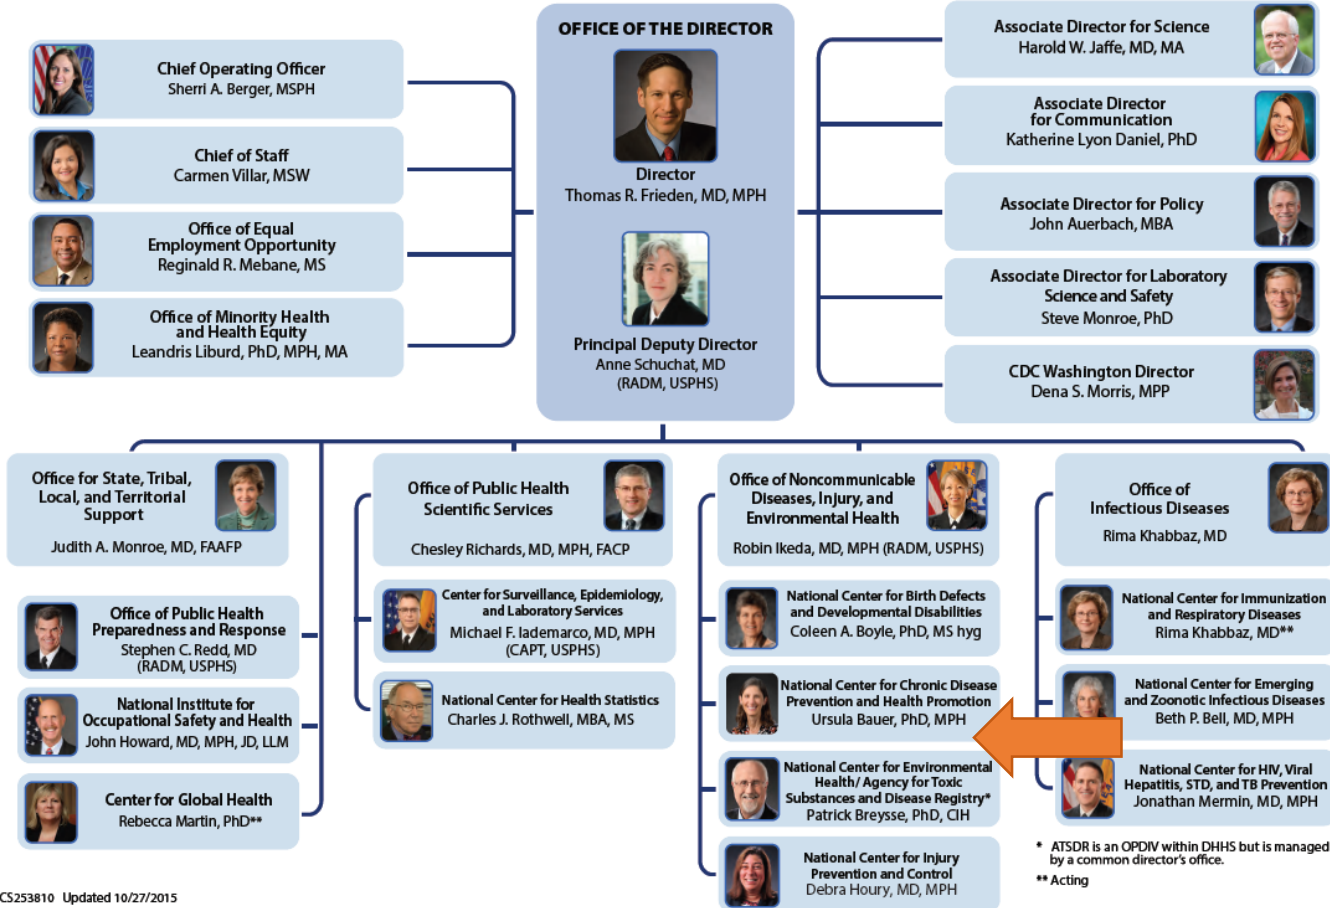 OFFICE OF THE DIRECTOR
Director
Thomas R. Frieden, MD, MPH
Principal Deputy Director
Anne Schuchat, MD
(RADM, USPHS)
Chief Operating Officer
Sherri A. Berger, MSPH
Chief of Staff
Carmen Villar, MSW
Office of Equal
Employment Opportunity
Reginald R. Mebane, MS
Office of Minority Health
and Health Equity
Leandris Liburd, PhD, MPH, MA
Associate Director for Science
Harold W. Jaffe, MD, MA
Associate Director
for Communication
Katherine Lyon Daniel, PhD
Associate Director for Policy
John Auerbach, MBA
Associate Director for Laboratory
Science and Safety
Steve Monroe, PhD
CDC Washington Director
Dena S. Morris, MPP
Office for State, Tribal,
Local, and Territorial
Support
Judith A. Monroe, MD, FAAFP
Office of Public Health
Preparedness and Response
Stephen C. Redd, MD
(RADM, USPHS)
National Institute for
Occupational Safety and Health
John Howard, MD, MPH, JD, LLM
Center for Global Health
Rebecca Martin, PhD**
Office of Public Health
Scientific Services
Chesley Richards, MD, MPH, FACP
Center for Surveillance, Epidemiology,
and Laboratory Services
Michael F. Iademarco, MD, MPH
(CAPT, USPHS)
National Center for Health Statistics
Charles J. Rothwell, MBA, MS
Office of Noncommunicable
Diseases, Injury, and
Environmental Health
Robin Ikeda, MD, MPH (RADM, USPHS)
National Center for Birth Defects
and Developmental Disabilities
Coleen A. Boyle, PhD, MS hyg
National Center for Chronic Disease
Prevention and Health Promotion
Ursula Bauer, PhD, MPH
National Center for Environmental
Health/ Agency for Toxic
Substances and Disease Registry*
Patrick Breysse, PhD, CIH
National Center for Injury
Prevention and Control
Debra Houry, MD, MPH
Office of
Infectious Diseases
Rima Khabbaz, MD
National Center for Immunization
and Respiratory Diseases
Rima Khabbaz, MD**
National Center for Emerging
and Zoonotic Infectious Diseases
Beth P. Bell, MD, MPH
National Center for HIV, Viral
Hepatitis, STD, and TB Prevention
Jonathan Mermin, MD, MPH
* ATSDR is an OPDIV within DHHS but is managed
by a common director's office.
** Acting
CS253810 Updated 10/27/2015